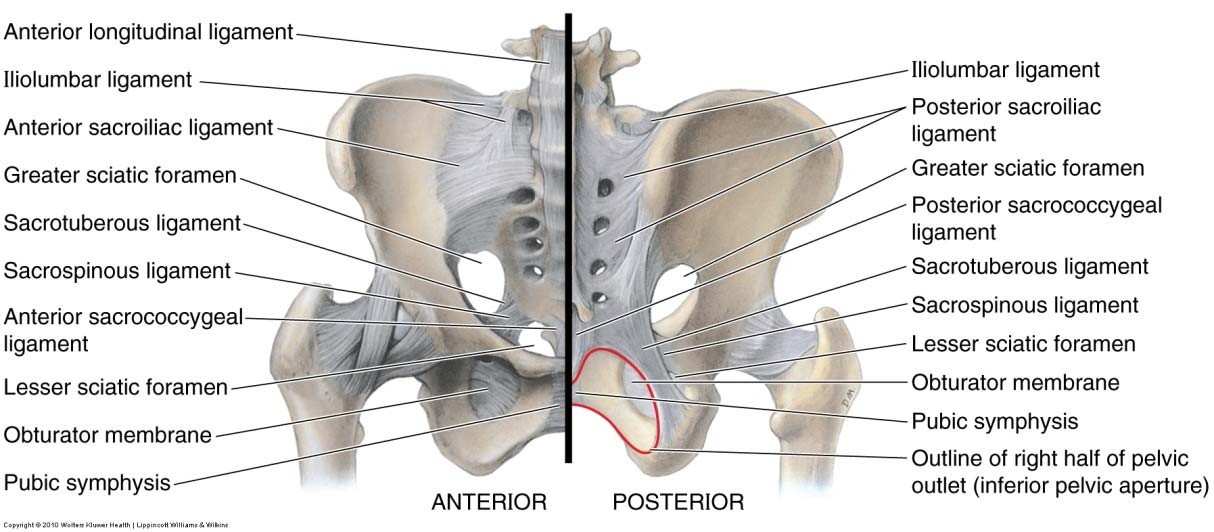 Anterior longitudinal ligament
Iliolumbar ligament
Anterior sacroiliac ligament
Greater sciatic foramen
Sacrotuberous ligament
Sacrospinous ligament
Anterior sacrococcygeal
ligament
Lesser sciatic foramen
Obturator membrane
Pubic symphysis
Iliolumbar ligament
Posterior sacroiliac
ligament
Greater sciatic foramen
Posterior sacrococcygeal
ligament
Sacrotuberous ligament
Sacrospinous ligament
Lesser sciatic foramen
Obturator membrane
Pubic symphysis
Outline of right half of pelvic
outlet (inferior pelvic aperture)
ANTERIOR
POSTERIOR
Copyright © 2010 Wolters Kluwer Health | Lippincott Williams & Wilkins